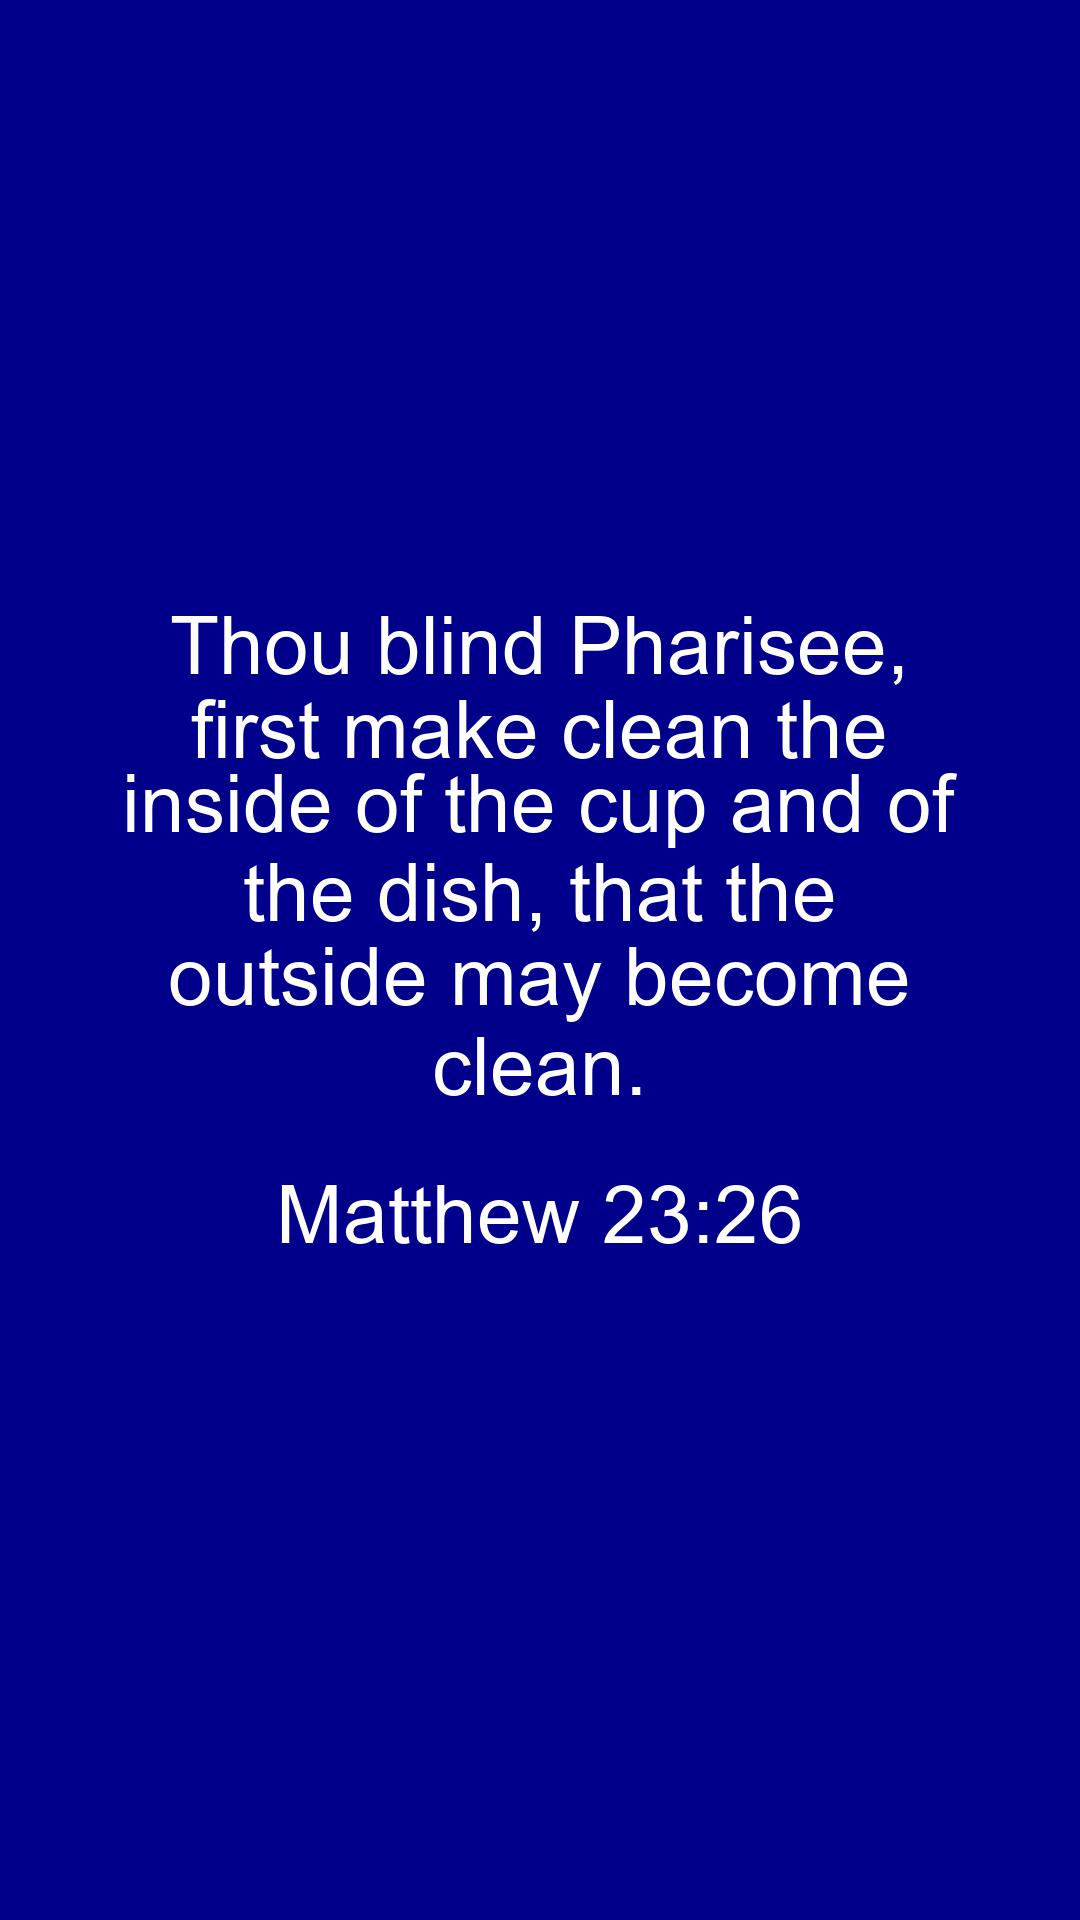 Thou blind Pharisee,
first make clean the
inside of the cup and of
the dish, that the
outside may become
clean.
Matthew 23:26